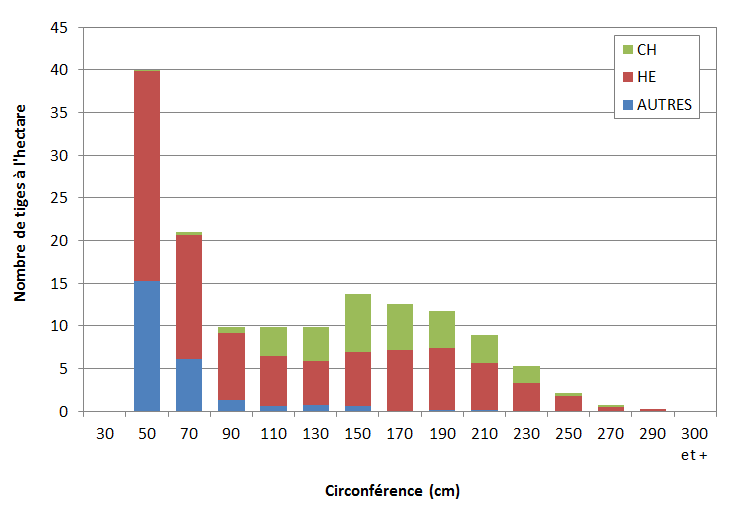 45
40
35
30
25
20
15
10
5
0
Nombre de tiges à l'hectare
CH
HE
AUTRES
30 50 70 90 110 130 150 170 190 210 230 250 270 290 300
et +
Circonférence (cm)